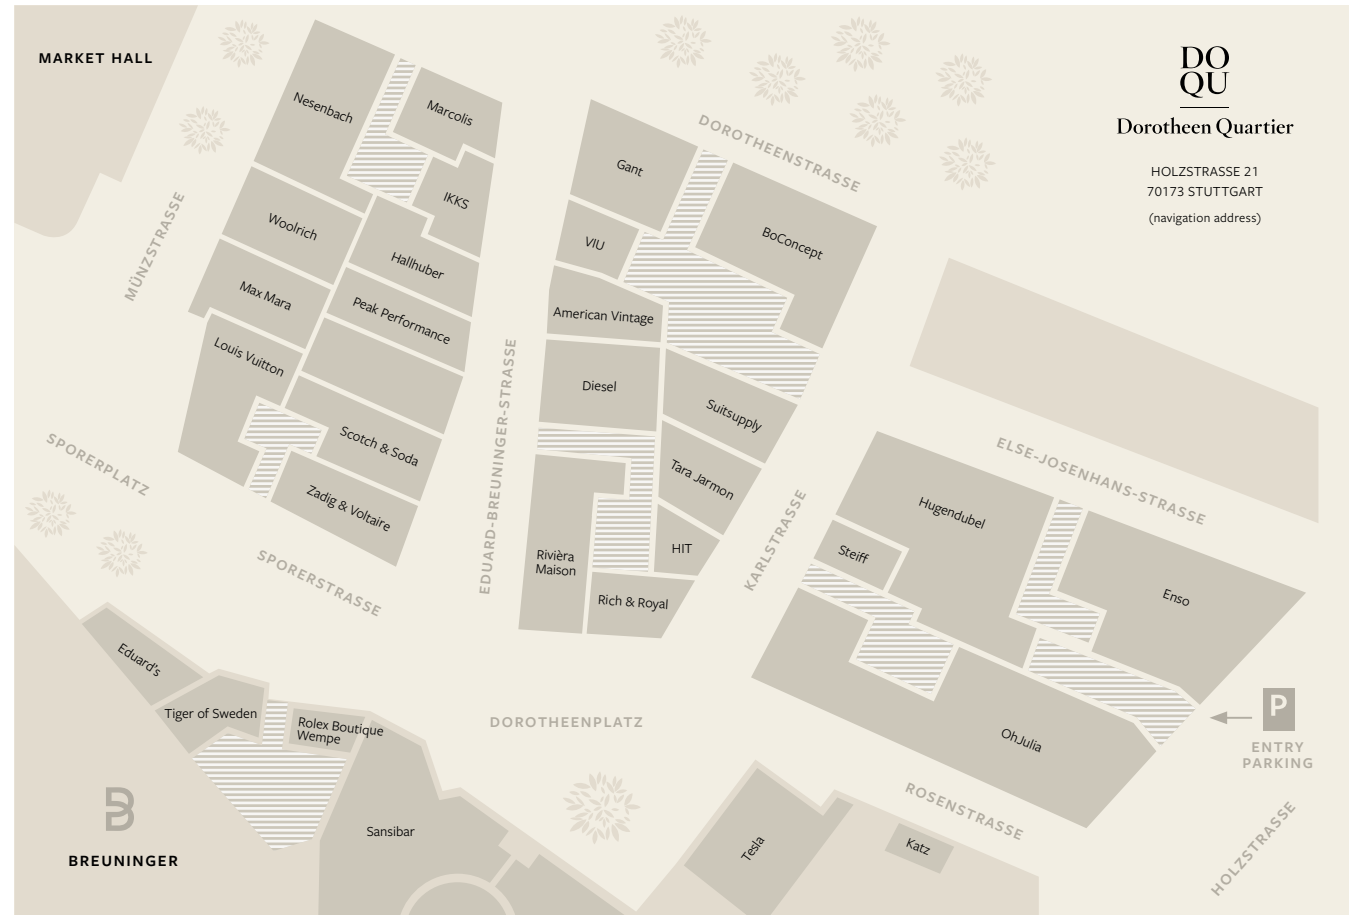 MARKET HALL
DO
QU
Dorotheen Quartier
HOLZSTRASSE 21
70173 STUTTGART
(navigation address)
Nesenbach
Marcolis
IKKS
Woolrich
Hallhuber
Max Mara
Peak Performance
Louis Vuitton
Scotch & Soda
Zadig & Voltaire
MÜNZSTRASSE
SPORERPLATZ
SPORERSTRASSE
EDUARD-BREUNINGER-STRASSE
DOROTHEENSTRASSE
Gant
VIU
BoConcept
American Vintage
Diesel
Suitsupply
Tara Jarmon
HIT
Rivièra
Maison
Rich & Royal
KARLSTRASSE
ELSE-JOSENHANS-STRASSE
Hugendubel
Steiff
Enso
OhJulia
P
ENTRY
PARKING
Eduard's
Tiger of Sweden
Rolex Boutique
Wempe
DOROTHEENPLATZ
Sansibar
B
BREUNINGER
Tesla
Katz
ROSENSTRASSE
HOLZSTRASSE